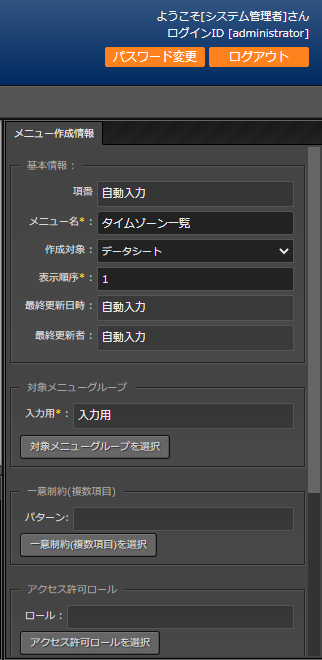 ようこそ[システム管理者]さん
ログインID [administrator]
パスワード変更 ログアウト
メニュー作成情報
基本情報：
項番 自動入力
メニュー名*： タイムゾーン一覧
作成対象： データシート
表示順序*： 1
最終更新日時： 自動入力
最終更新者： 自動入力
対象メニューグループ
入力用*： 入力用
対象メニューグループを選択
一意制約(複数項目)
パターン:
一意制約(複数項目)を選択
アクセス許可ロール
ロール：
アクセス許可ロールを選択